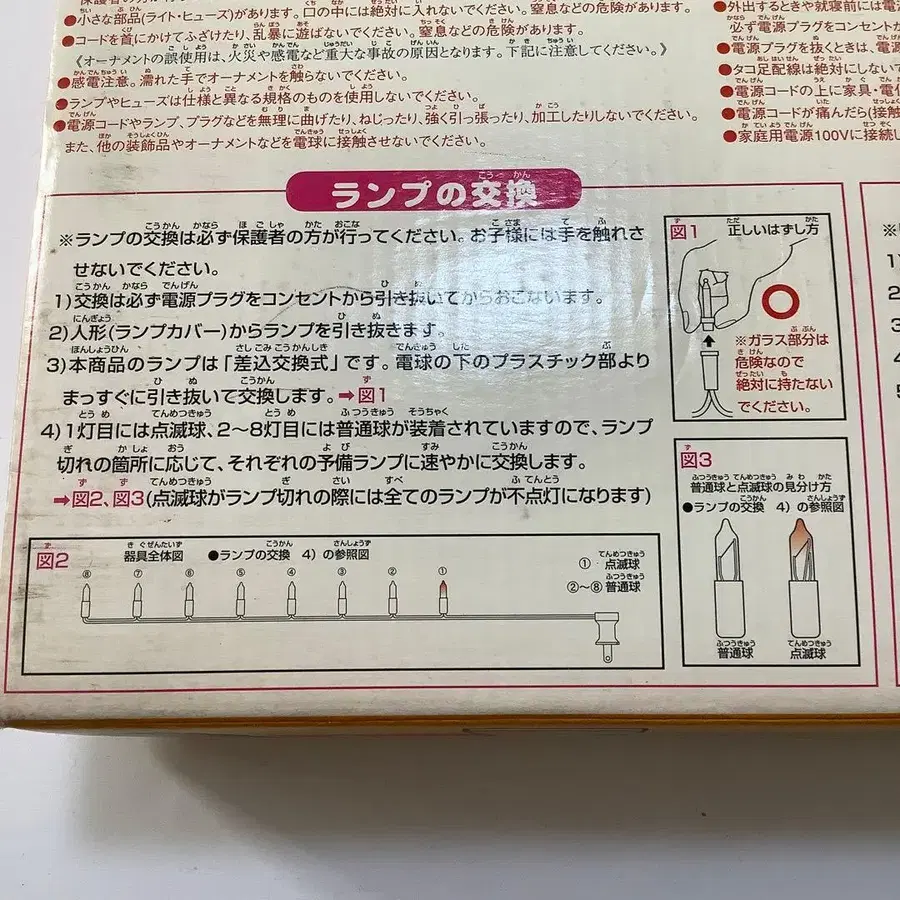 保護者の方が
●小さな部品(ライト・ヒューズ)があります。口の中には絶対に入れないでください。窒息などの危険があります。
●コードを首にかけてふざけたり、乱暴に遊ばないでください。窒息などの危険があります。
《オーナメントの誤使用は、火災や感電など重大な事故の原因となります。下記に注意してください。》
●感電注意。濡れた手でオーナメントを触らないでください。
●ランプやヒューズは仕様と異なる規格のものを使用しないでください。
●電源コードやランプ、プラグなどを無理に曲げたり、ねじったり、強く引っ張ったり、加工したりしないでください。
また、他の装飾品やオーナメントなどを電球に接触させないでください。
●外出するときや就寝前には電
必ず電源プラグをコンセントか
●電源プラグを抜くときは、電源
●タコ足配線は絶対にしないで
●電源コードの上に家具・電化
●電源コードが痛んだら(接触
●家庭用電源100Vに接続し
ランプの交換
※ランプの交換は必ず保護者の方が行ってください。お子様には手を触れさ
せないでください。
1)交換は必ず電源プラグをコンセントから引き抜いてからおこないます。
2)人形(ランプカバー)からランプを引き抜きます。
3)本商品のランプは「差込交換式」です。電球の下のプラスチック部より
まっすぐに引き抜いて交換します。➡図1
4)1灯目には点滅球、2〜8灯目には普通球が装着されていますので、ランプ
切れの箇所に応じて、それぞれの予備ランプに速やかに交換します。
➡図2、図3(点滅球がランプ切れの際には全てのランプが不点灯になります)
図1 正しいはずし方
※ガラス部分は
危険なので
絶対に持たない
でください。
図2 器具全体図 ●ランプの交換 4)の参照図
⑧ ⑦ ⑥ ⑤ ④ ③ ② ①
① 点滅球
②〜⑧ 普通球
図3
普通球と点滅球の見分け方
●ランプの交換 4)の参照図
普通球 点滅球
※
1)
2
3
4
5